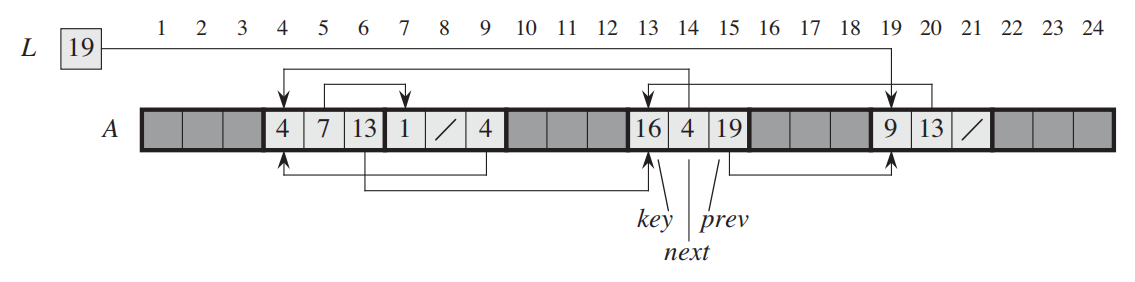 1 2 3 4 5 6 7 8 9 10 11 12 13 14 15 16 17 18 19 20 21 22 23 24
L 19
A 4 7 13 1 / 4 16 4 19 9 13 /
key prev
next